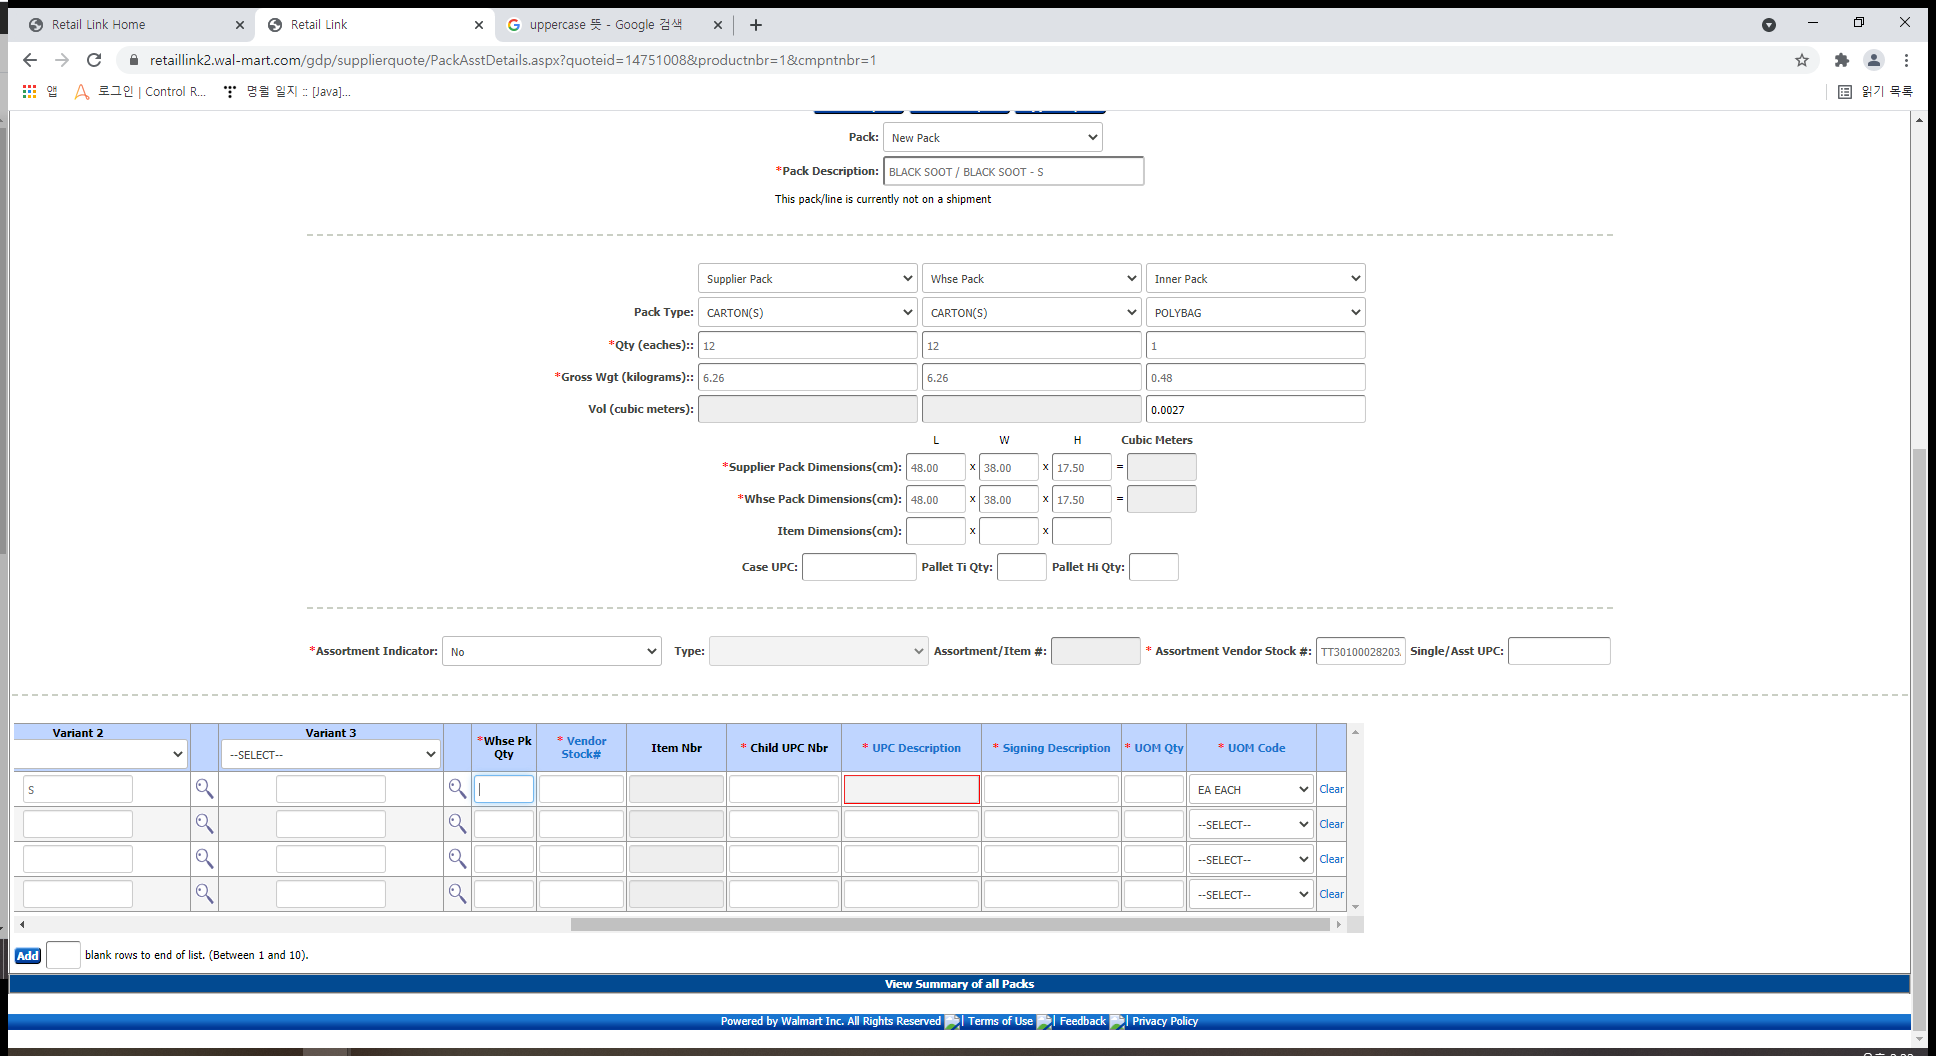 Retail Link Home
Retail Link
uppercase 뜻 - Google 검색
retaillink2.wal-mart.com/gdp/supplierquote/PackAsstDetails.aspx?quoteid=14751008&productnbr=1&cmpntnbr=1
앱
로그인 | Control R...
명월 일지 :: [Java]...
읽기 목록
Pack: New Pack
*Pack Description: BLACK SOOT / BLACK SOOT - S
This pack/line is currently not on a shipment
Supplier Pack Whse Pack Inner Pack
Pack Type: CARTON(S) CARTON(S) POLYBAG
*Qty (eaches):: 12 12 1
*Gross Wgt (kilograms):: 6.26 6.26 0.48
Vol (cubic meters): 0.0027
L W H Cubic Meters
*Supplier Pack Dimensions(cm): 48.00 x 38.00 x 17.50 =
*Whse Pack Dimensions(cm): 48.00 x 38.00 x 17.50 =
Item Dimensions(cm): x x
Case UPC: Pallet Ti Qty: Pallet Hi Qty:
*Assortment Indicator: No Type: Assortment/Item #: * Assortment Vendor Stock #: TT30100028203 Single/Asst UPC:
Variant 2 Variant 3 *Whse Pk Qty * Vendor Stock# Item Nbr * Child UPC Nbr * UPC Description * Signing Description * UOM Qty * UOM Code
--SELECT--
S EA EACH Clear
--SELECT-- Clear
--SELECT-- Clear
--SELECT-- Clear
Add blank rows to end of list. (Between 1 and 10).
View Summary of all Packs
Powered by Walmart Inc. All Rights Reserved | Terms of Use | Feedback | Privacy Policy